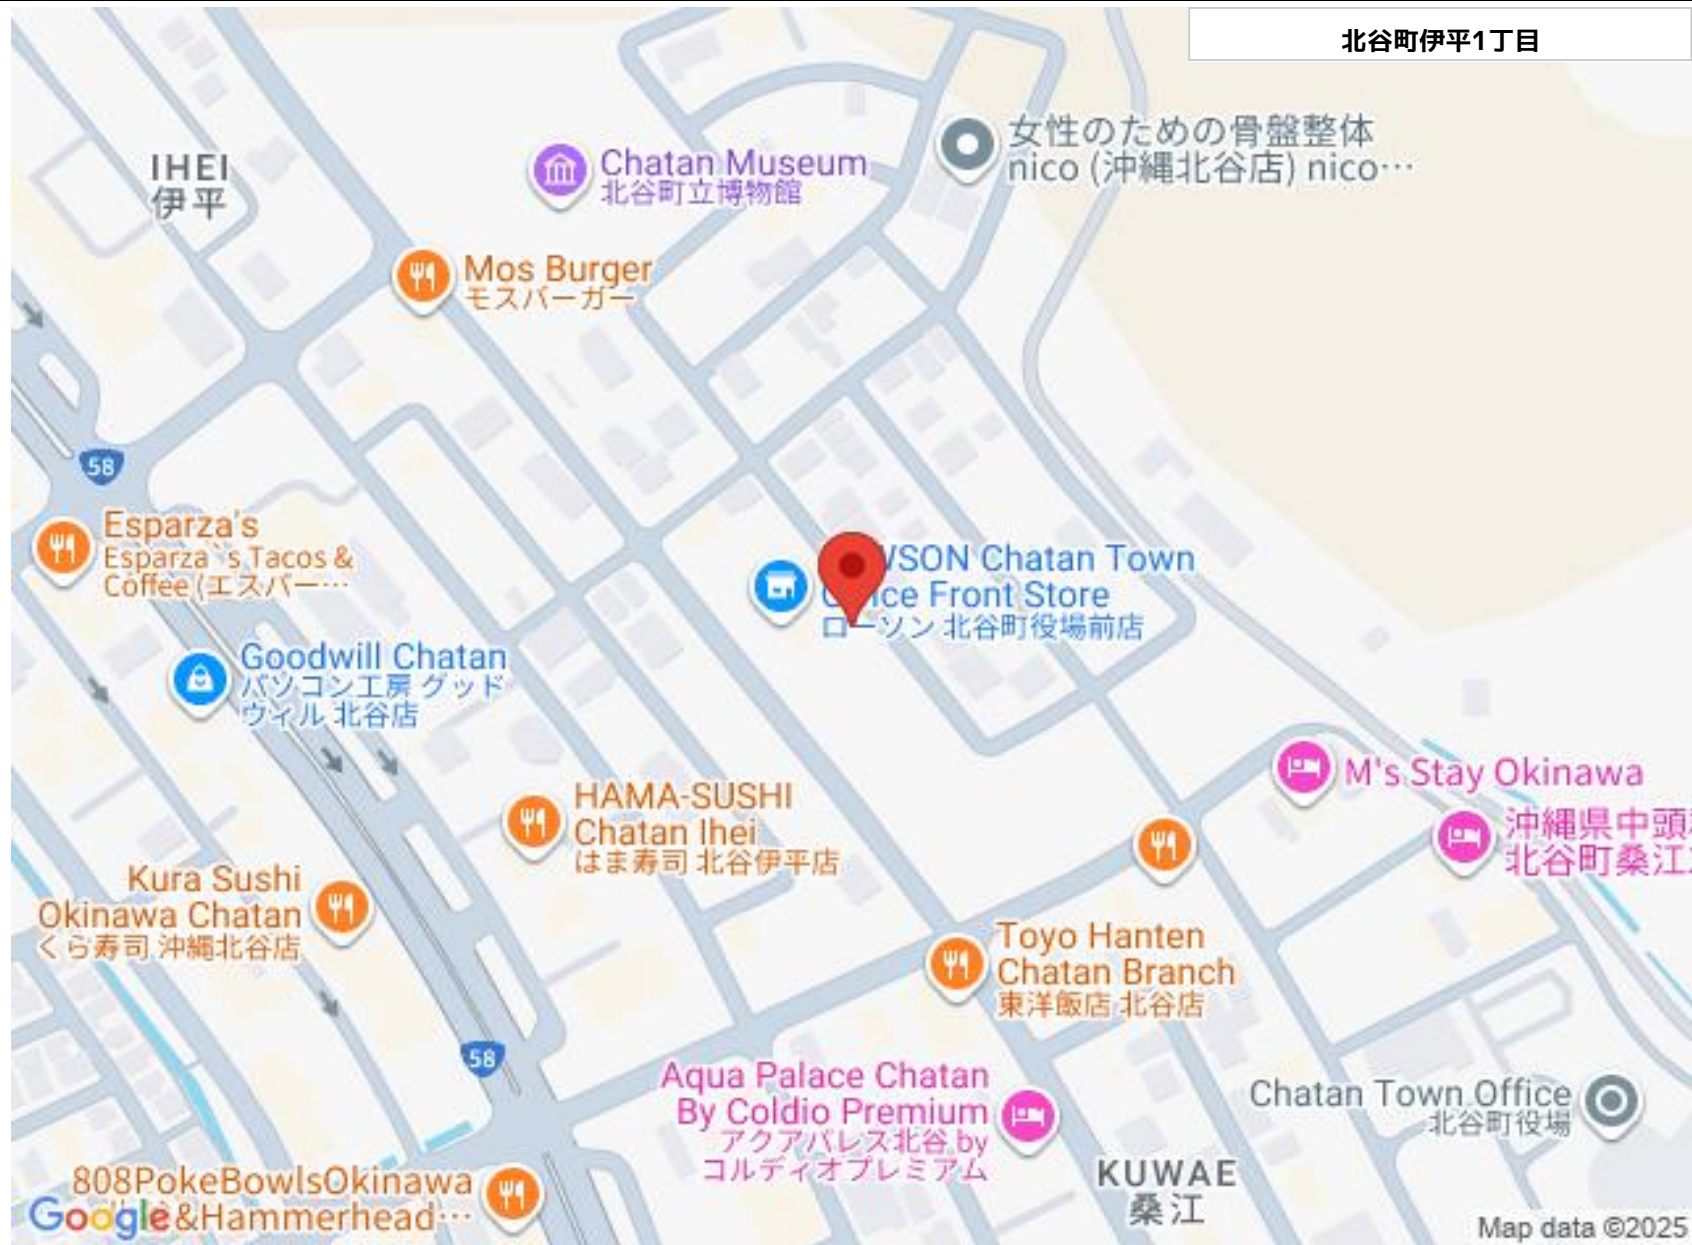 北谷町伊平1丁目
女性のための骨盤整体
nico (沖縄北谷店) nico…
IHEI
伊平
Chatan Museum
北谷町立博物館
Mos Burger
モスバーガー
58
Esparza's
Esparza`s Tacos &
Coffee (エスパー…
SON Chatan Town
ce Front Store
ローソン 北谷町役場前店
Goodwill Chatan
パソコン工房 グッド
ウィル 北谷店
M's Stay Okinawa
HAMA-SUSHI
Chatan Ihei
はま寿司 北谷伊平店
沖縄県中頭
北谷町桑江
Kura Sushi
Okinawa Chatan
くら寿司 沖縄北谷店
Toyo Hanten
Chatan Branch
東洋飯店 北谷店
58
Aqua Palace Chatan
By Coldio Premium
アクアパレス北谷 by
コルディオプレミアム
Chatan Town Office
北谷町役場
KUWAE
桑江
808PokeBowlsOkinawa
&Hammerhead…
Google
Map data ©2025